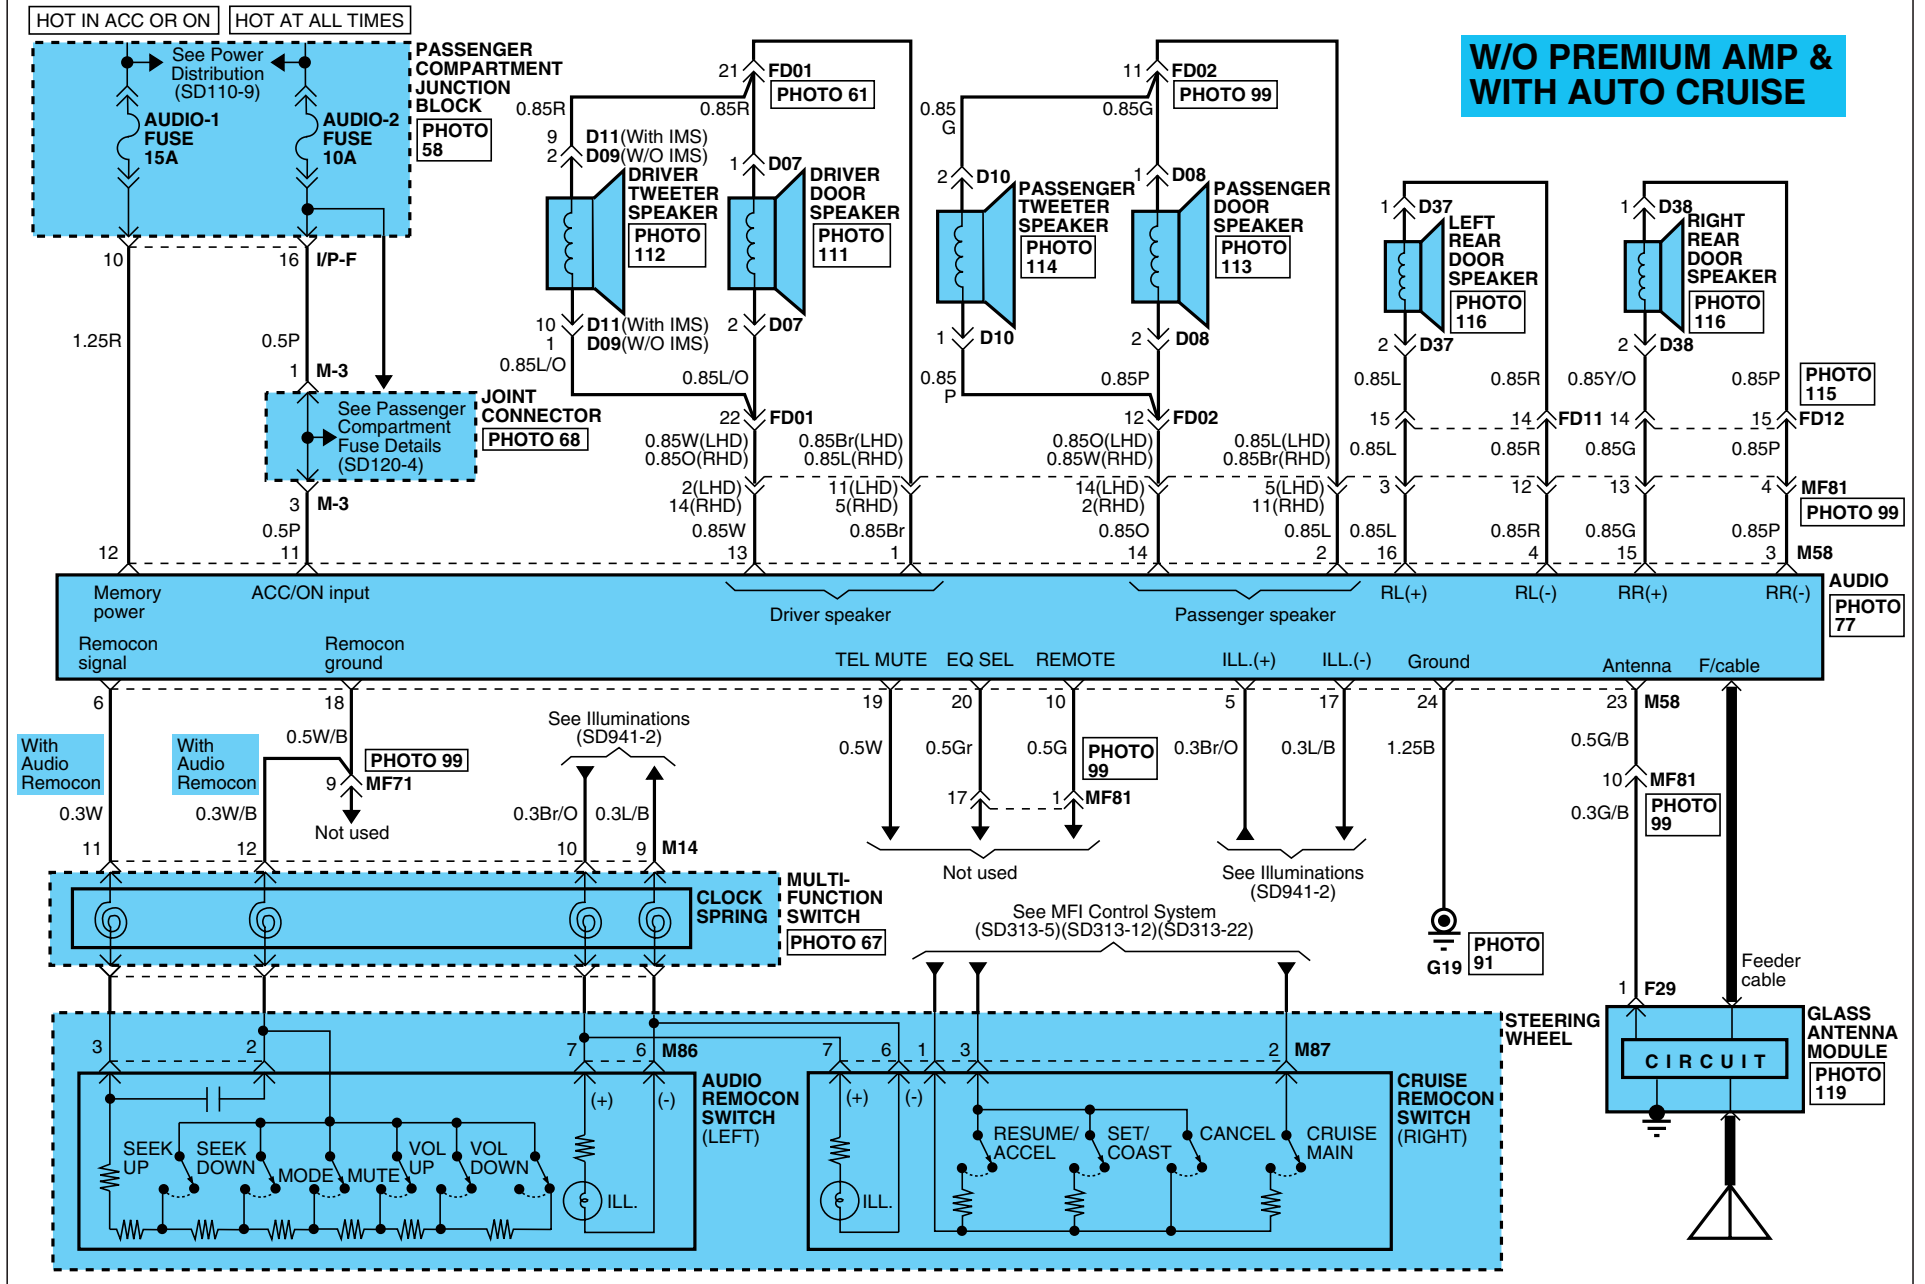 HOT IN ACC OR ON
HOT AT ALL TIMES
W/O PREMIUM AMP &
WITH AUTO CRUISE
See Power
Distribution
(SD110-9)
AUDIO-1
FUSE
15A
AUDIO-2
FUSE
10A
PASSENGER
COMPARTMENT
JUNCTION
BLOCK
PHOTO
58
10
16
I/P-F
1.25R
0.5P
1
M-3
See Passenger
Compartment
Fuse Details
(SD120-4)
JOINT
CONNECTOR
PHOTO 68
3
M-3
0.5P
12
11
21
FD01
PHOTO 61
0.85R
0.85R
9
D11(With IMS)
2
D09(W/O IMS)
DRIVER
TWEETER
SPEAKER
PHOTO
112
1
D07
DRIVER
DOOR
SPEAKER
PHOTO
111
10
D11(With IMS)
1
D09(W/O IMS)
2
D07
0.85L/O
0.85L/O
22
FD01
0.85W(LHD)
0.85O(RHD)
0.85Br(LHD)
0.85L(RHD)
2(LHD)
14(RHD)
11(LHD)
5(RHD)
0.85W
0.85Br
13
1
11
FD02
PHOTO 99
0.85
G
0.85G
2
D10
PASSENGER
TWEETER
SPEAKER
PHOTO
114
1
D08
PASSENGER
DOOR
SPEAKER
PHOTO
113
1
D10
2
D08
0.85
P
0.85P
12
FD02
0.85O(LHD)
0.85W(RHD)
0.85L(LHD)
0.85Br(RHD)
14(LHD)
2(RHD)
5(LHD)
11(RHD)
0.85O
0.85L
14
2
1
D37
LEFT
REAR
DOOR
SPEAKER
PHOTO
116
2
D37
1
D38
RIGHT
REAR
DOOR
SPEAKER
PHOTO
116
2
D38
0.85L
0.85R
0.85Y/O
0.85P
PHOTO
115
15
14
FD11
14
15
FD12
0.85L
0.85R
0.85G
0.85P
3
12
13
4
MF81
PHOTO 99
0.85L
0.85R
0.85G
0.85P
16
4
15
3
M58
Memory
power
ACC/ON input
Driver speaker
Passenger speaker
RL(+)
RL(-)
RR(+)
RR(-)
AUDIO
PHOTO
77
Remocon
signal
Remocon
ground
TEL MUTE
EQ SEL
REMOTE
ILL.(+)
ILL.(-)
Ground
Antenna
F/cable
6
18
19
20
10
5
17
24
23
M58
With
Audio
Remocon
With
Audio
Remocon
0.5W/B
PHOTO 99
9
MF71
Not used
0.3W
0.3W/B
See Illuminations
(SD941-2)
0.3Br/O
0.3L/B
0.5W
0.5Gr
0.5G
PHOTO
99
17
1
MF81
Not used
0.3Br/O
0.3L/B
See Illuminations
(SD941-2)
1.25B
G19
PHOTO
91
0.5G/B
10
MF81
PHOTO
99
0.3G/B
Feeder
cable
1
F29
GLASS
ANTENNA
MODULE
PHOTO
119
CIRCUIT
11
12
10
9
M14
CLOCK
SPRING
MULTI-
FUNCTION
SWITCH
PHOTO 67
See MFI Control System
(SD313-5)(SD313-12)(SD313-22)
STEERING
WHEEL
3
2
7
6
M86
7
6
1
3
2
M87
AUDIO
REMOCON
SWITCH
(LEFT)
(+)
(-)
SEEK
UP
SEEK
DOWN
MODE
MUTE
VOL
UP
VOL
DOWN
ILL.
(+)
(-)
ILL.
RESUME/
ACCEL
SET/
COAST
CANCEL
CRUISE
MAIN
CRUISE
REMOCON
SWITCH
(RIGHT)